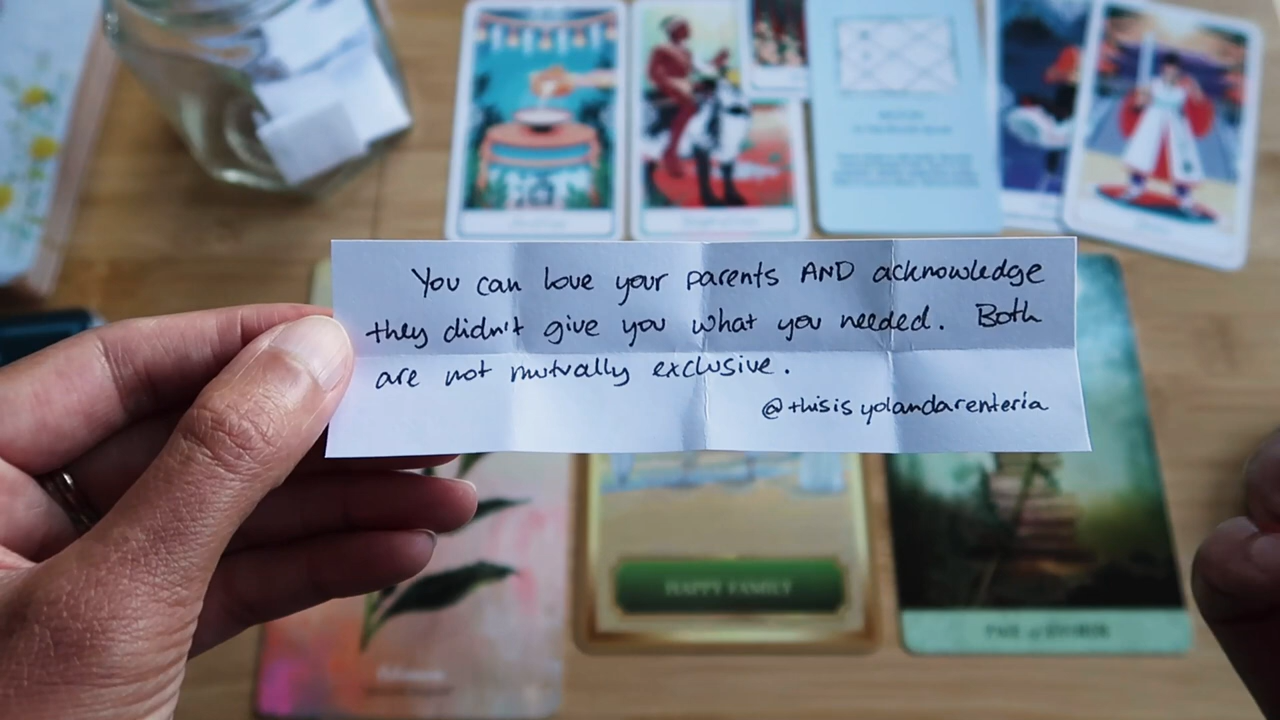 You can love your parents AND acknowledge
they didn't give you what you needed. Both
are not mutually exclusive.
@thisisyolandarenteria
HAPPY FAMILY